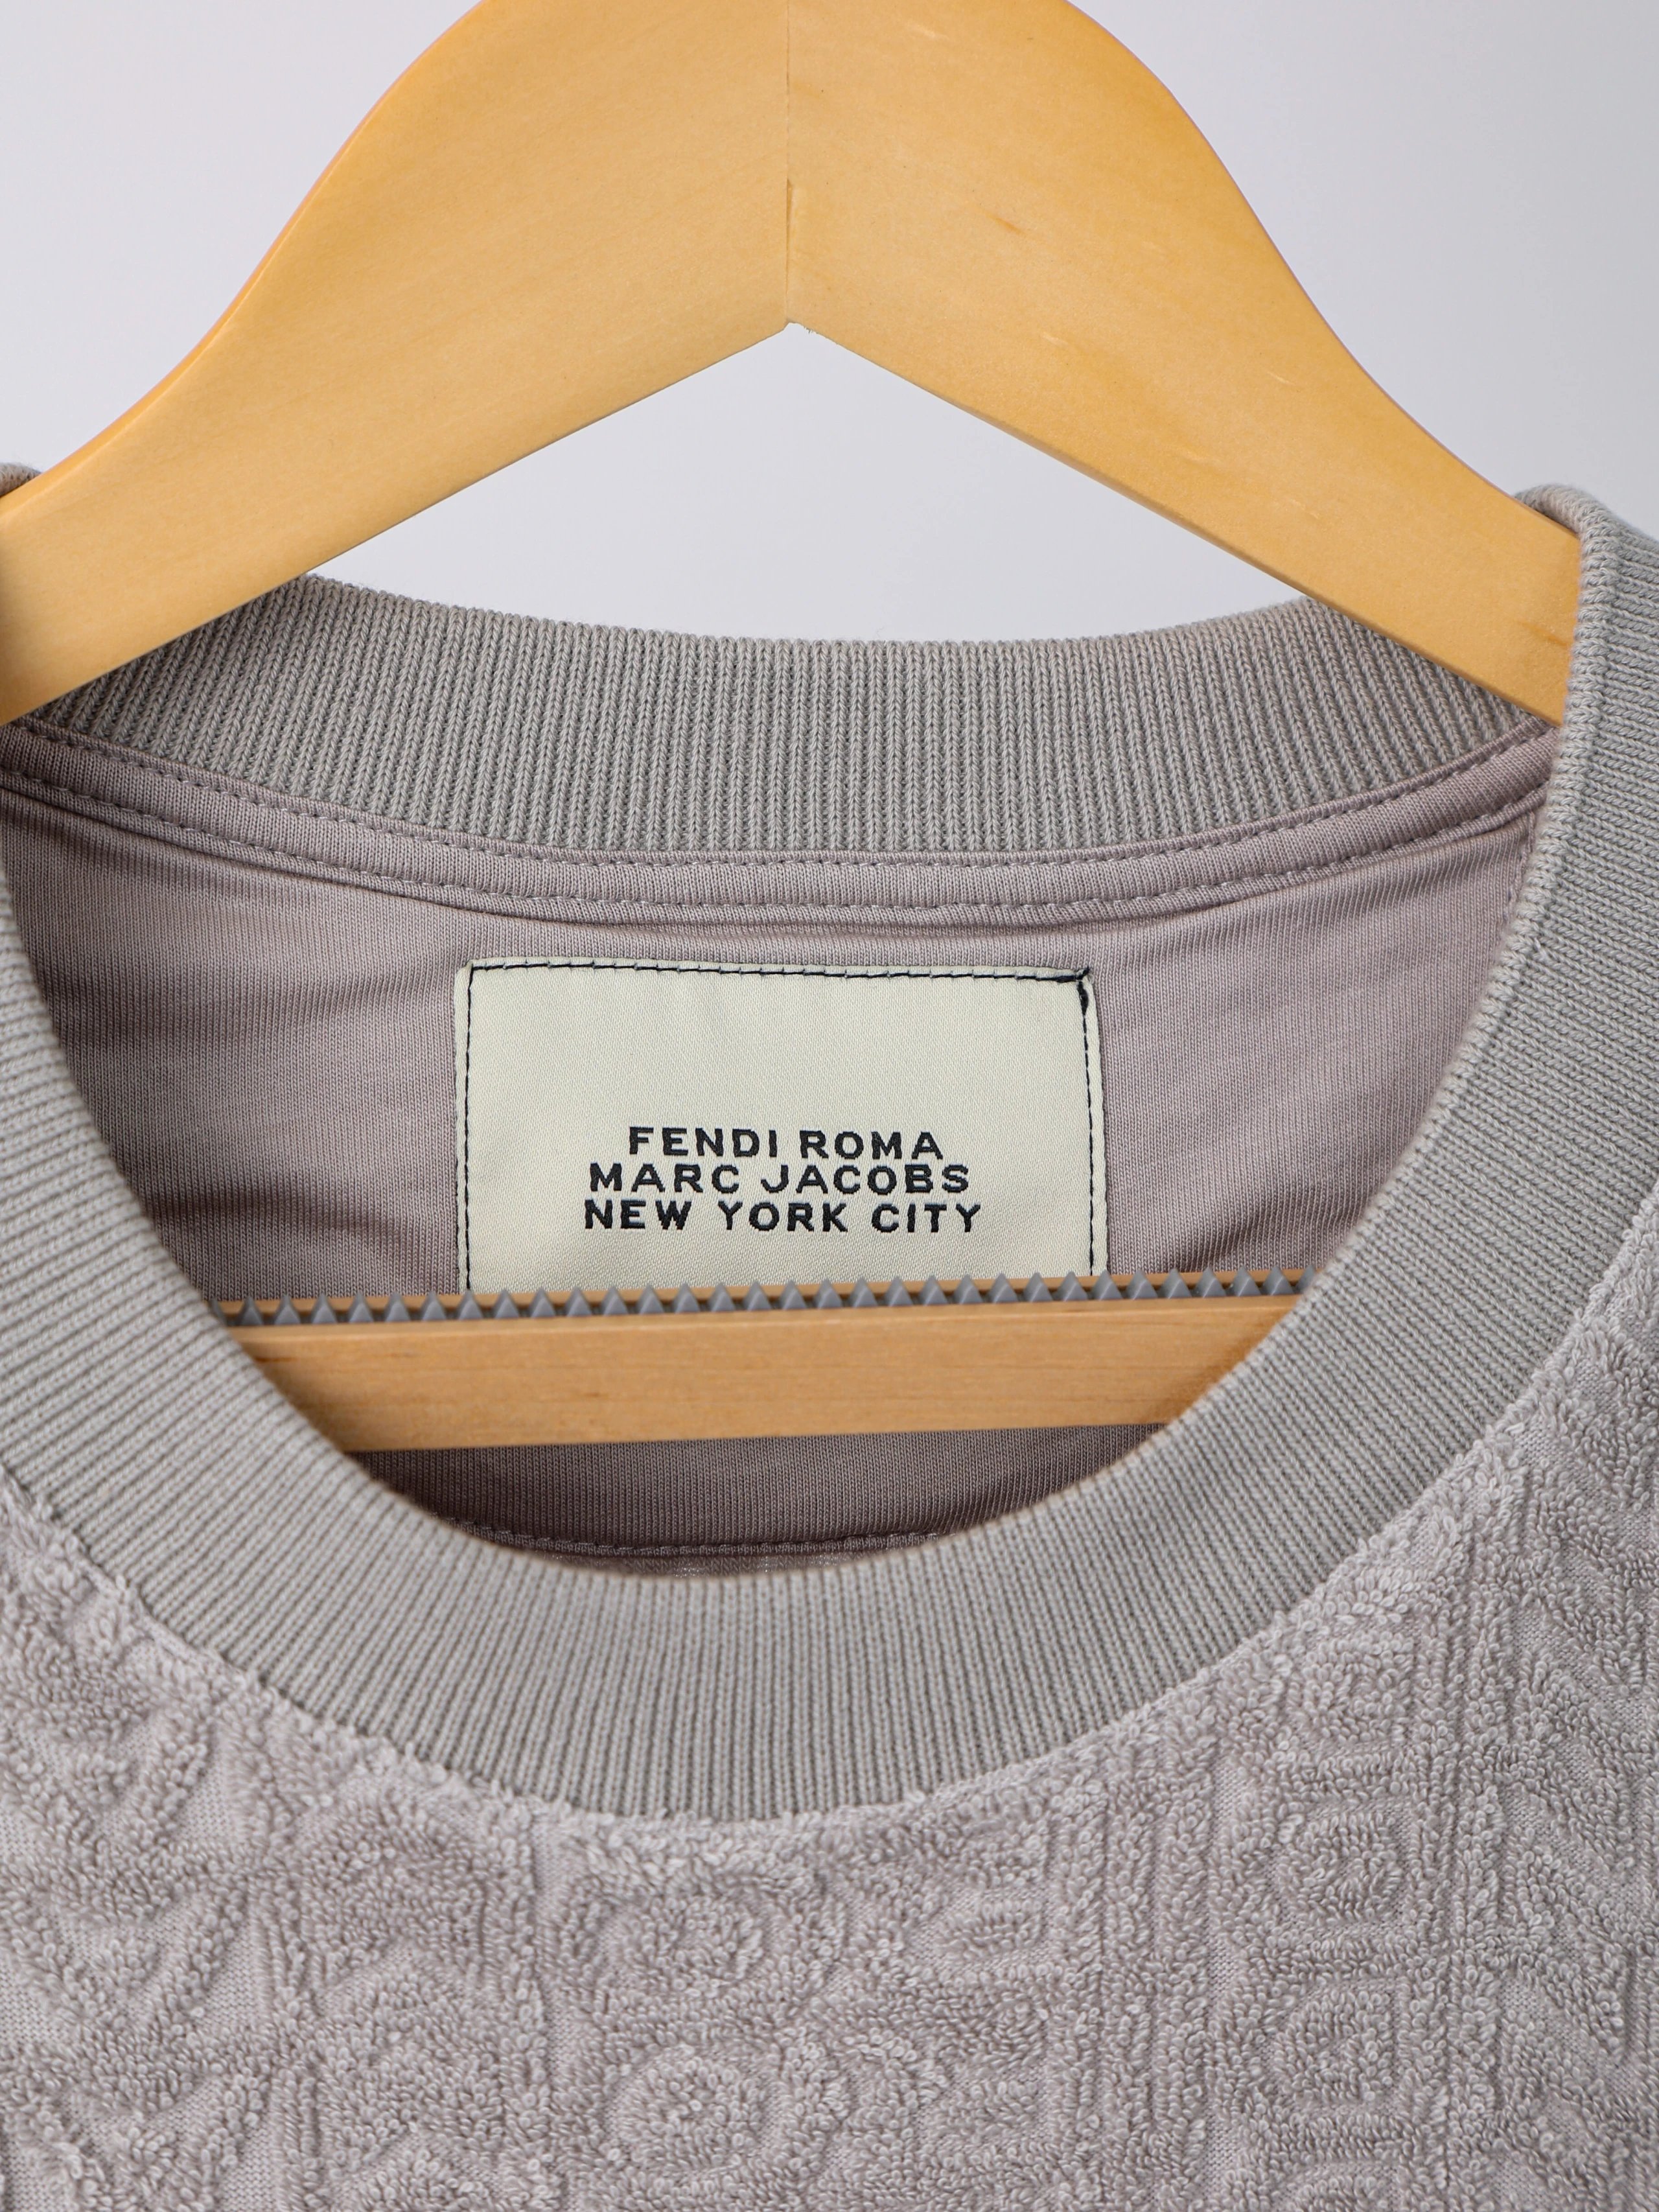 FENDI ROMA
MARC JACOBS
NEW YORK CITY